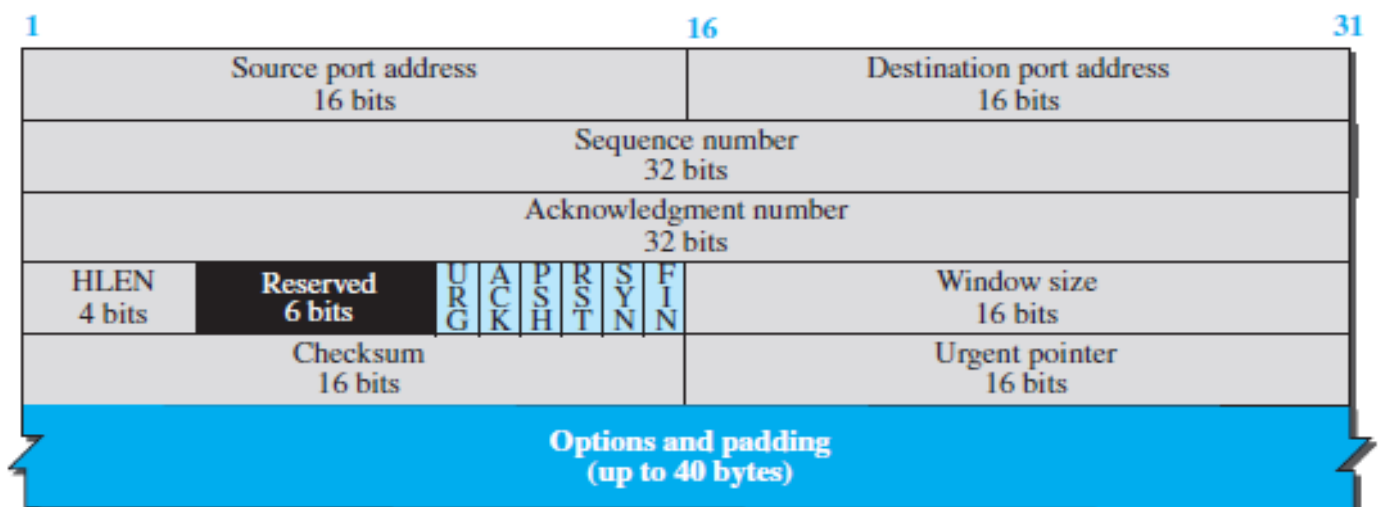 1 16 31
Source port address Destination port address
16 bits 16 bits
Sequence number
32 bits
Acknowledgment number
32 bits
HLEN Reserved URG ACK PSH RST SYN FIN Window size
4 bits 6 bits 16 bits
Checksum Urgent pointer
16 bits 16 bits
Options and padding
(up to 40 bytes)